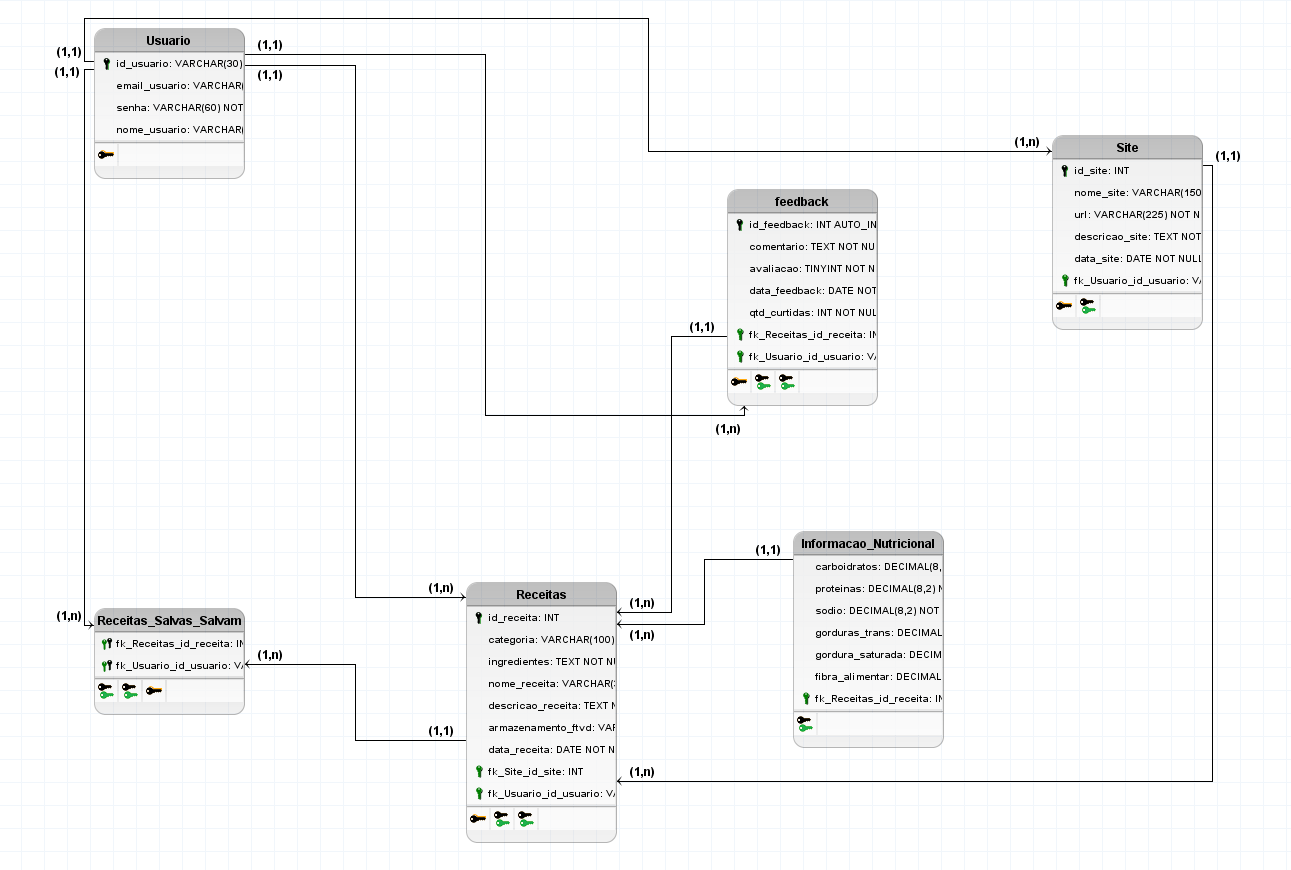 (1,1)
(1,1)
Usuario
id_usuario: VARCHAR(30)
email_usuario: VARCHAR(
senha: VARCHAR(60) NOT
nome_usuario: VARCHAR(
(1,1)
(1,1)
(1,n)
Site
id_site: INT
nome_site: VARCHAR(150
url: VARCHAR(225) NOT N
descricao_site: TEXT NOT
data_site: DATE NOT NULL
fk_Usuario_id_usuario: VA
(1,1)
feedback
id_feedback: INT AUTO_IN
comentario: TEXT NOT NU
avaliacao: TINYINT NOT N
data_feedback: DATE NOT
qtd_curtidas: INT NOT NUL
fk_Receitas_id_receita: IN
fk_Usuario_id_usuario: VA
(1,1)
(1,n)
Informacao_Nutricional
carboidratos: DECIMAL(8,
proteinas: DECIMAL(8,2) N
sodio: DECIMAL(8,2) NOT
gorduras_trans: DECIMAL
gordura_saturada: DECIM
fibra_alimentar: DECIMAL
fk_Receitas_id_receita: IN
(1,1)
(1,n)
Receitas
id_receita: INT
categoria: VARCHAR(100)
ingredientes: TEXT NOT NU
nome_receita: VARCHAR(
descricao_receita: TEXT N
armazenamento_ftvd: VAR
data_receita: DATE NOT N
fk_Site_id_site: INT
fk_Usuario_id_usuario: VA
(1,n)
(1,n)
(1,n)
(1,n)
Receitas_Salvas_Salvam
fk_Receitas_id_receita: IN
fk_Usuario_id_usuario: VA
(1,n)
(1,1)